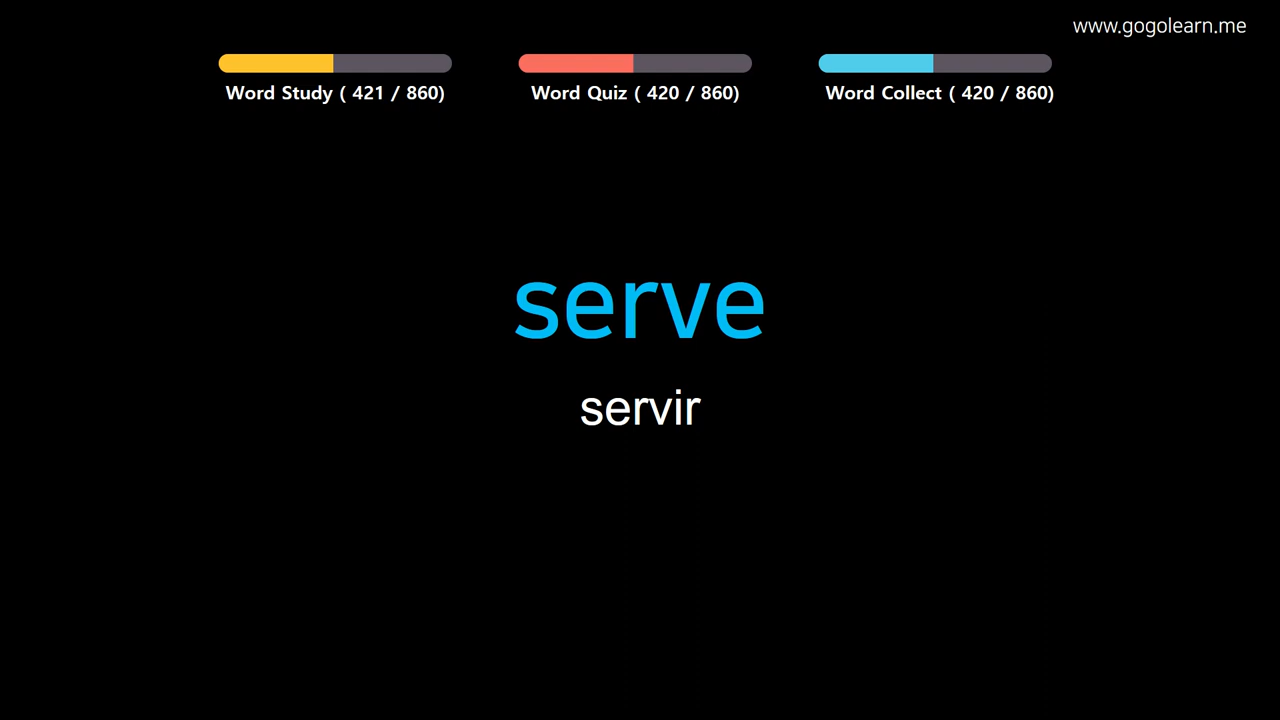 www.gogolearn.me
Word Study ( 421 / 860)
Word Quiz ( 420 / 860)
Word Collect ( 420 / 860)
serve
servir